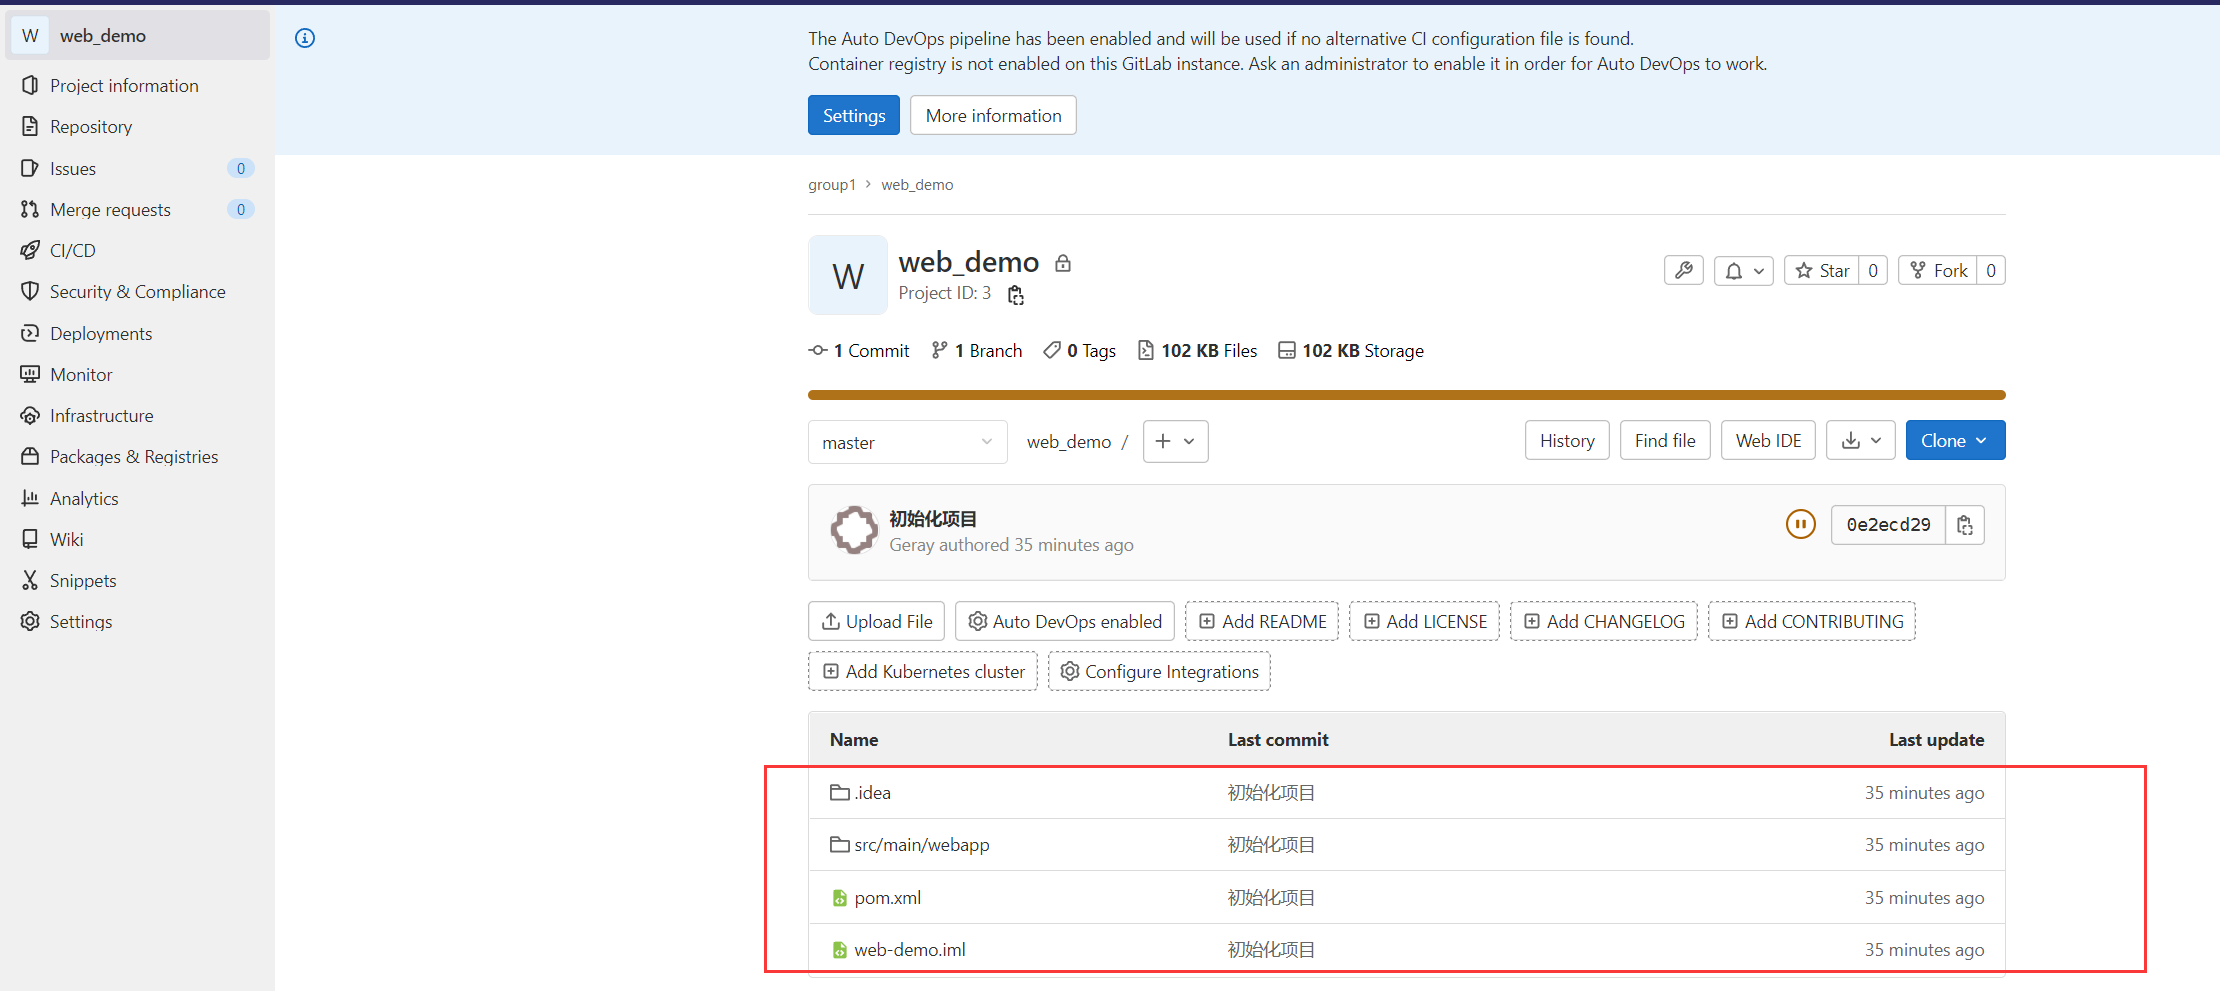 W web_demo
Project information
Repository
Issues 0
Merge requests 0
CI/CD
Security & Compliance
Deployments
Monitor
Infrastructure
Packages & Registries
Analytics
Wiki
Snippets
Settings
The Auto DevOps pipeline has been enabled and will be used if no alternative CI configuration file is found.
Container registry is not enabled on this GitLab instance. Ask an administrator to enable it in order for Auto DevOps to work.
Settings More information
group1 › web_demo
W web_demo
Project ID: 3
Star 0 Fork 0
1 Commit 1 Branch 0 Tags 102 KB Files 102 KB Storage
master web_demo / + History Find file Web IDE Clone
初始化项目
Geray authored 35 minutes ago
0e2ecd29
Upload File Auto DevOps enabled Add README Add LICENSE Add CHANGELOG Add CONTRIBUTING
Add Kubernetes cluster Configure Integrations
Name Last commit Last update
.idea 初始化项目 35 minutes ago
src/main/webapp 初始化项目 35 minutes ago
pom.xml 初始化项目 35 minutes ago
web-demo.iml 初始化项目 35 minutes ago